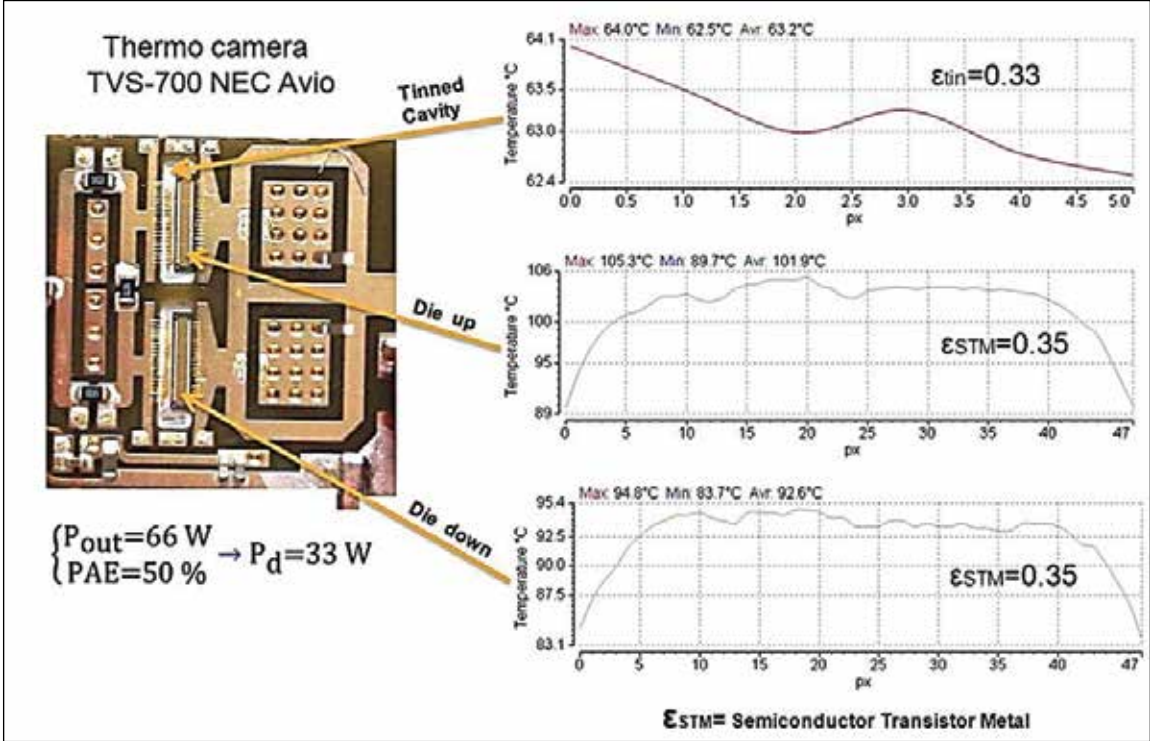 Thermo camera
TVS-700 NEC Avio
Tinned
Cavity
Die up
Die down
{Pout=66 W
{PAE=50 % → Pd=33 W
Max: 64.0°C Min: 62.5°C Avr: 63.2°C
Temperature °C
64.1
63.5
63.0
62.4
εtin=0.33
0.0 0.5 1.0 1.5 2.0 2.5 3.0 3.5 4.0 4.5 5.0
px
Max: 105.3°C Min: 89.7°C Avr: 101.9°C
Temperature °C
106
100
95
89
εSTM=0.35
0 5 10 15 20 25 30 35 40 47
px
Max: 94.8°C Min: 83.7°C Avr: 92.6°C
Temperature °C
95.4
92.5
90.0
87.5
83.1
εSTM=0.35
0 5 10 15 20 25 30 35 40 47
px
εSTM= Semiconductor Transistor Metal